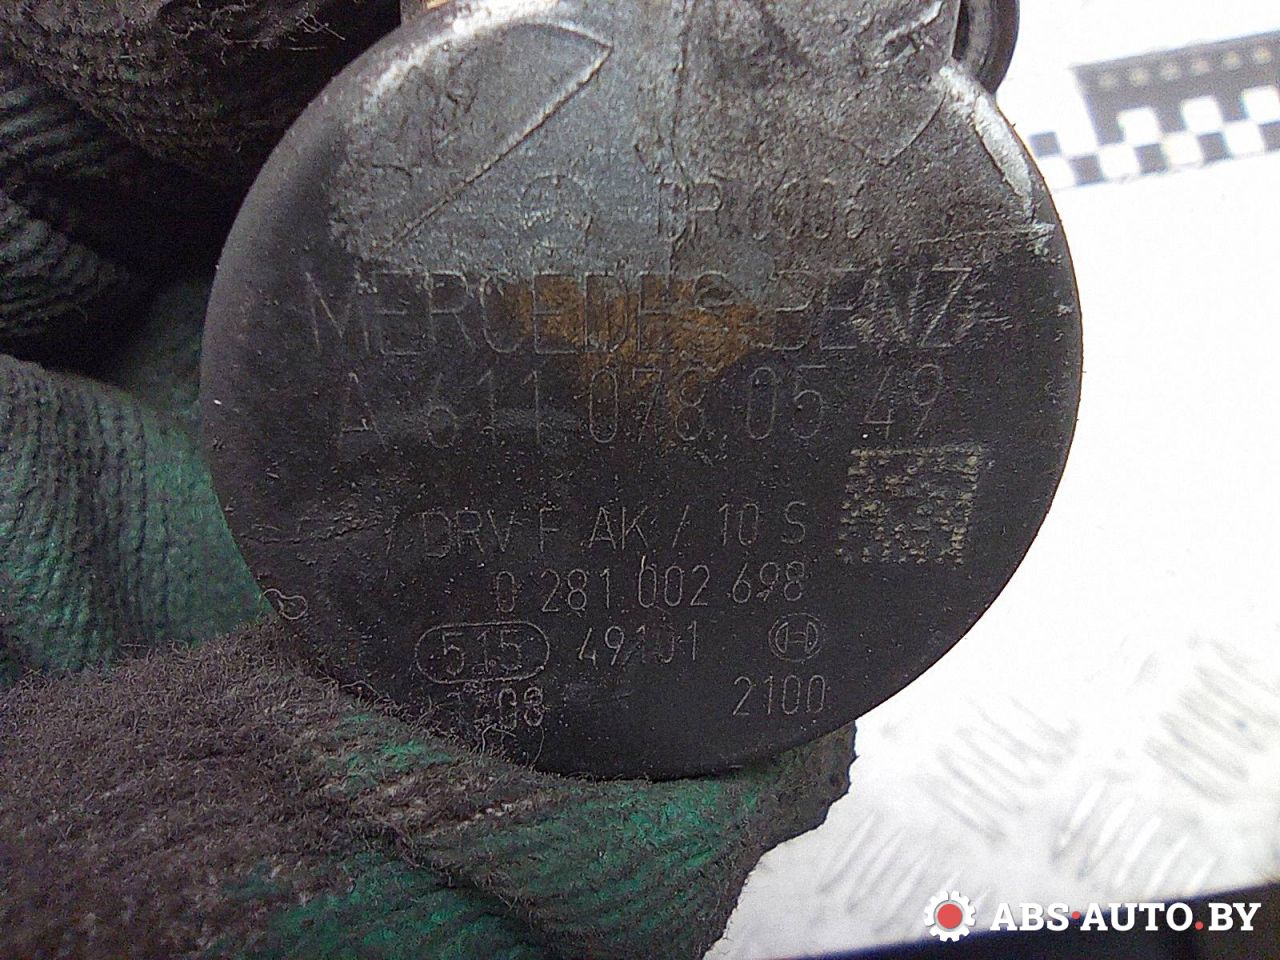 MERCEDES-BENZ
A 611 078 05 49
/ DRV F AK / 10 S
0 281 002 698
515 49101
08 2100
ABS-AUTO.BY